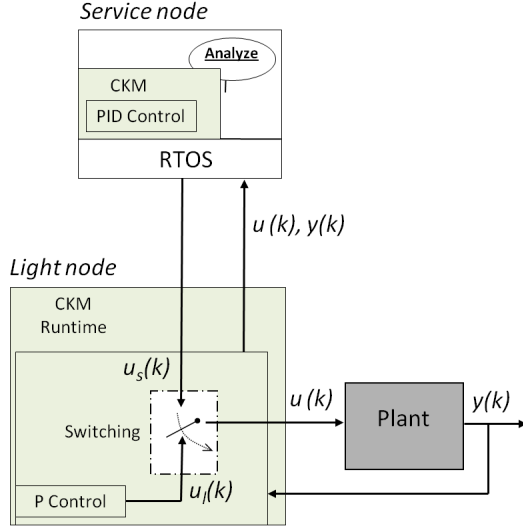 Service node
Analyze
CKM
PID Control
RTOS
u (k), y(k)
Light node
CKM
Runtime
us(k)
u (k)
Plant
y(k)
Switching
ul(k)
P Control